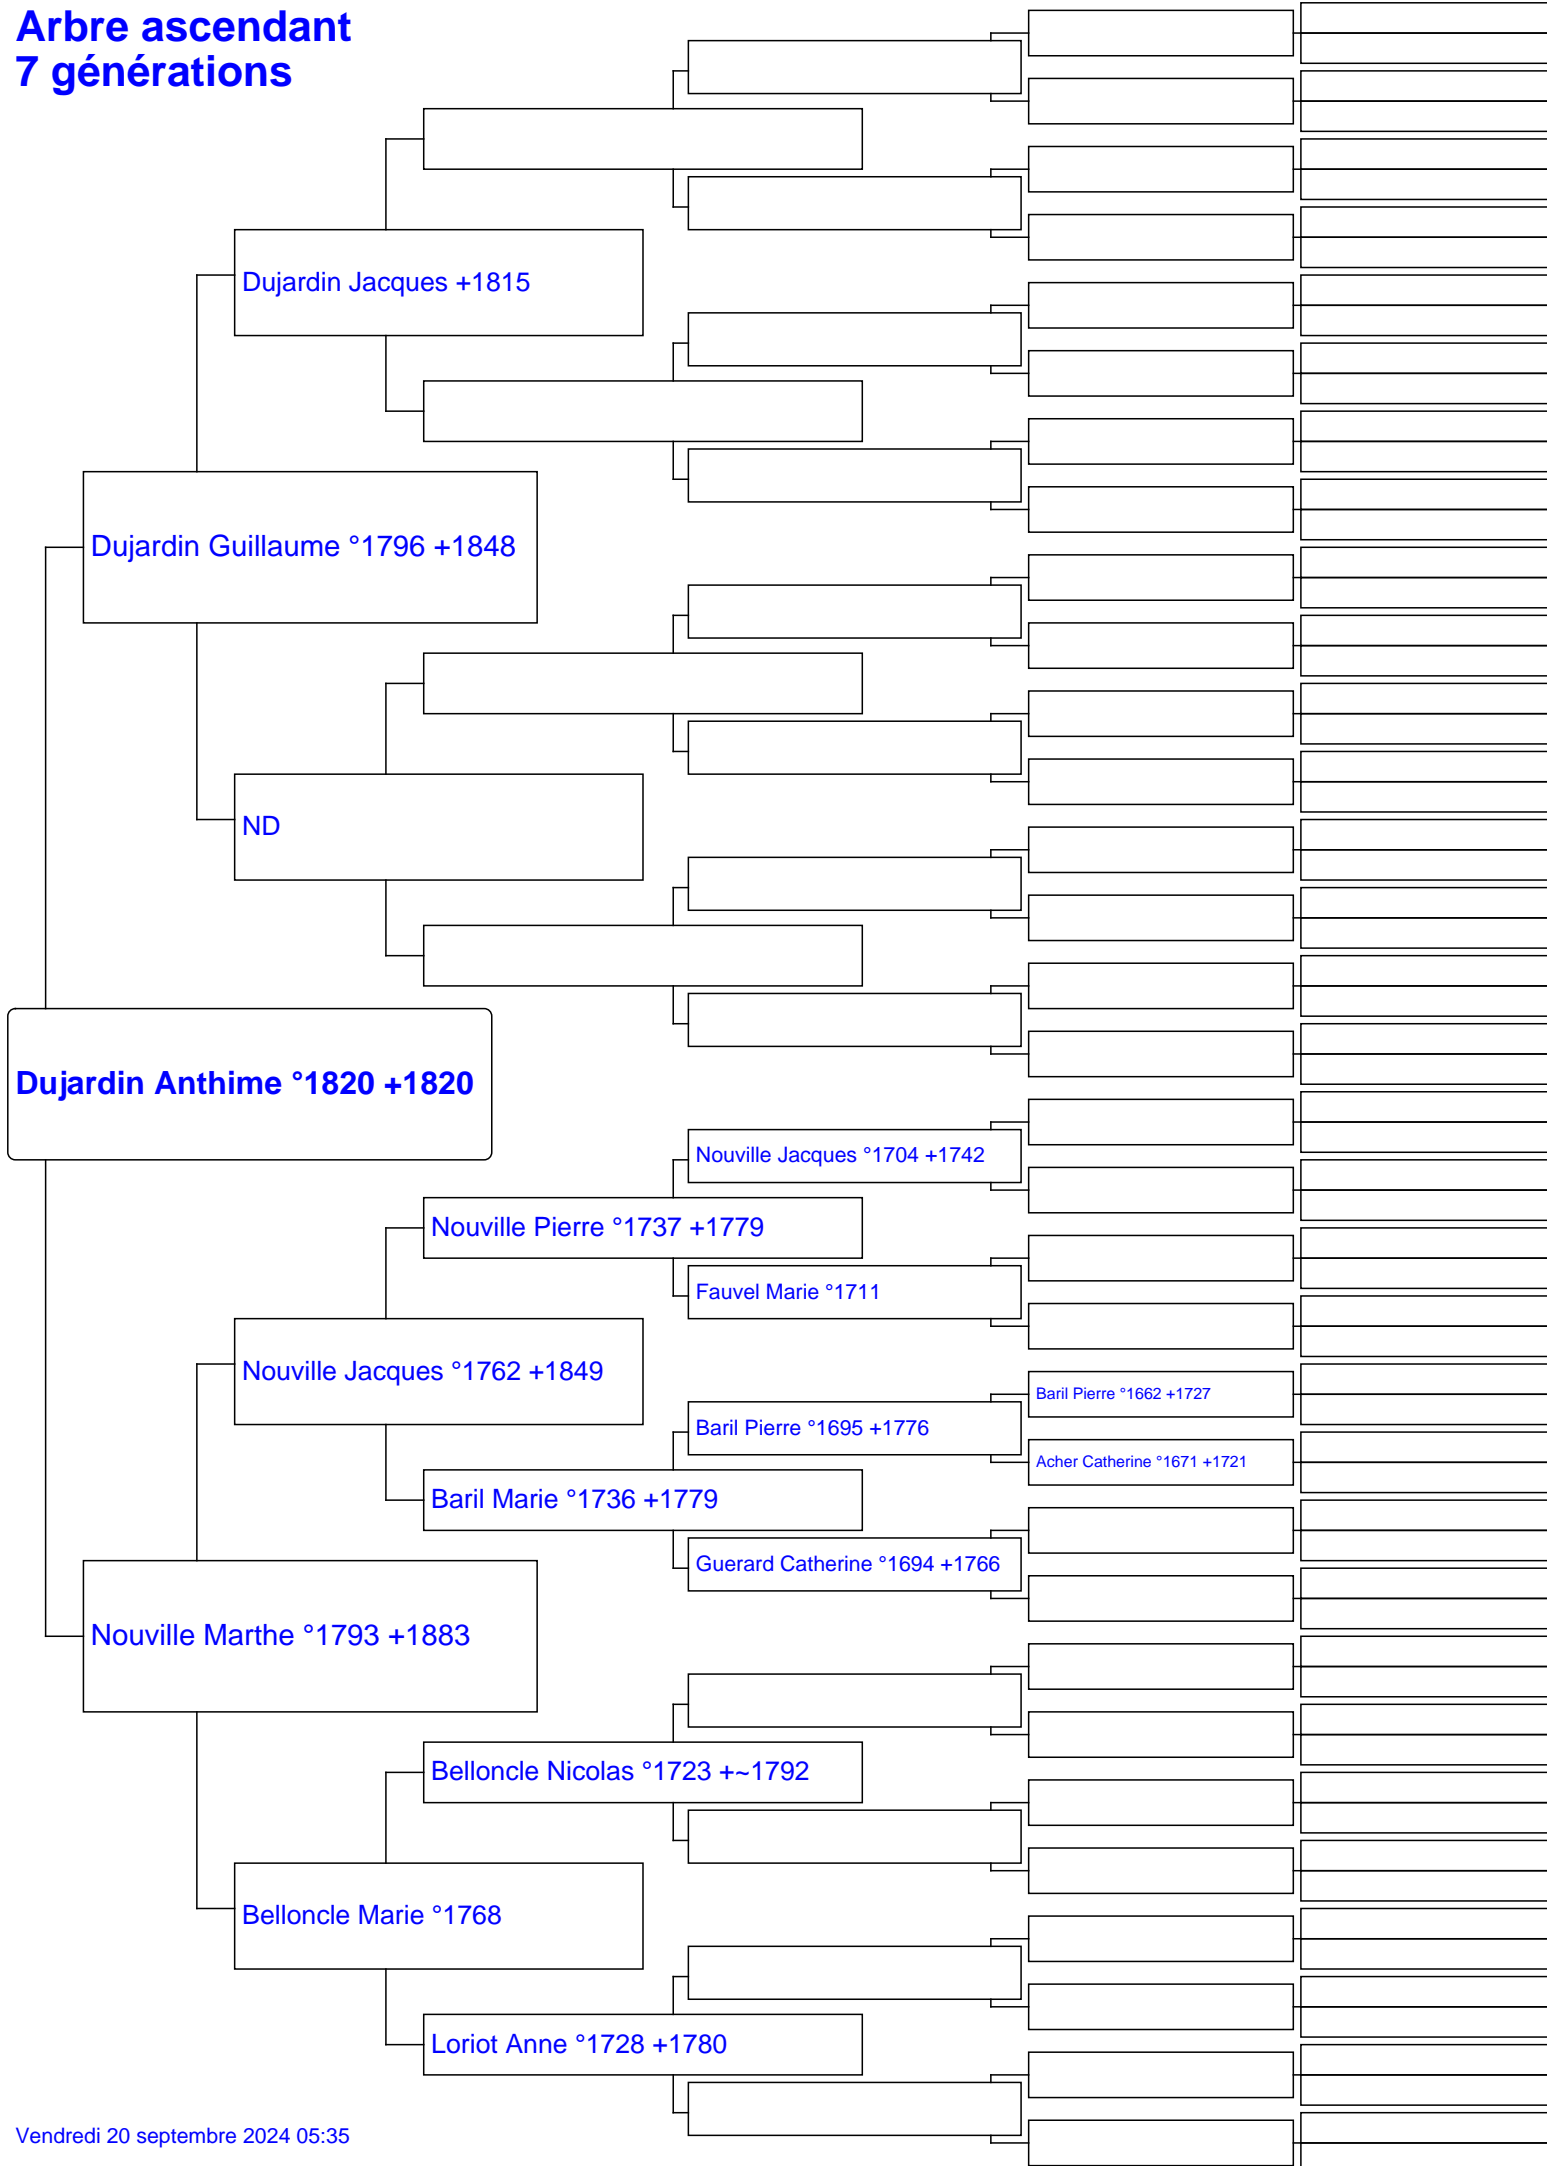 Arbre ascendant
7 générations
Dujardin Jacques +1815
Dujardin Guillaume °1796 +1848
ND
Dujardin Anthime °1820 +1820
Nouville Jacques °1704 +1742
Nouville Pierre °1737 +1779
Fauvel Marie °1711
Nouville Jacques °1762 +1849
Baril Pierre °1662 +1727
Baril Pierre °1695 +1776
Acher Catherine °1671 +1721
Baril Marie °1736 +1779
Guerard Catherine °1694 +1766
Nouville Marthe °1793 +1883
Belloncle Nicolas °1723 +~1792
Belloncle Marie °1768
Loriot Anne °1728 +1780
Vendredi 20 septembre 2024 05:35